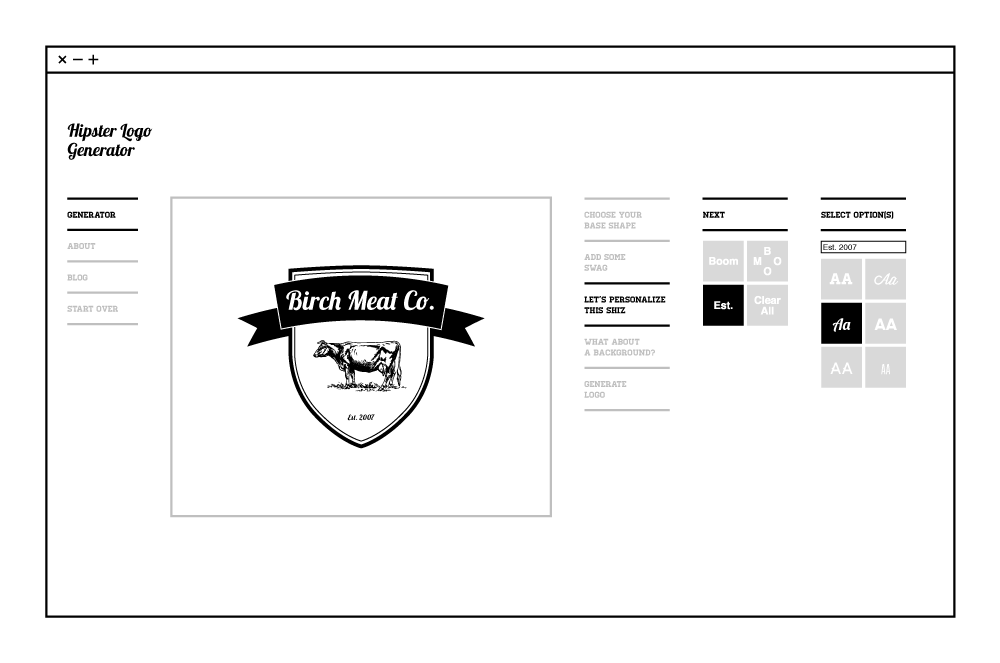 Hipster Logo
Generator
GENERATOR
ABOUT
BLOG
START OVER
Birch Meat Co.
Est. 2007
CHOOSE YOUR
BASE SHAPE
ADD SOME
SWAG
LET'S PERSONALIZE
THIS SHIZ
WHAT ABOUT
A BACKGROUND?
GENERATE
LOGO
NEXT
Boom
B
M O
O
Est.
Clear
All
SELECT OPTION(S)
Est. 2007
AA
Aa
Aa
AA
AA
AA